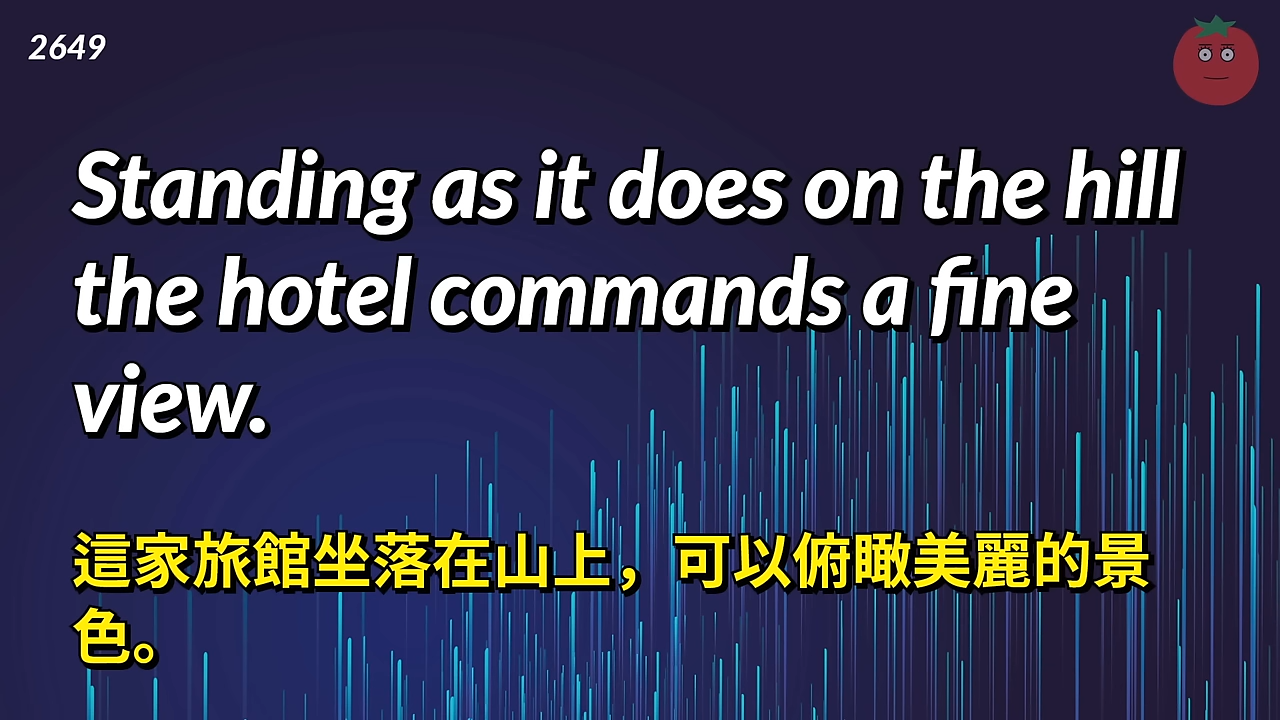 2649
Standing as it does on the hill
the hotel commands a fine
view.
這家旅館坐落在山上，可以俯瞰美麗的景
色。